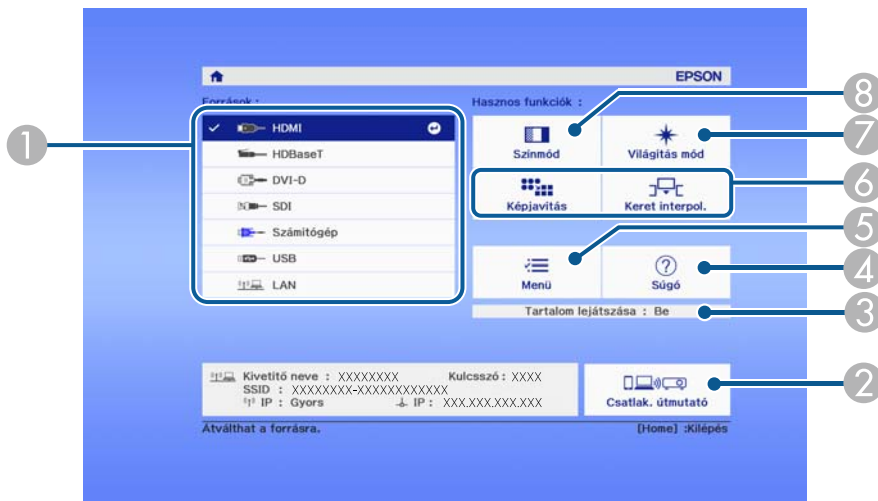 EPSON
Források :
Hasznos funkciók :
HDMI
HDBaseT
DVI-D
SDI
Számítógép
USB
LAN
Színmód
Világítás mód
Képjavítás
Keret interpol.
Menü
Súgó
Tartalom lejátszása : Be
Kivetítő neve : XXXXXXXX Kulcsszó : XXXX
SSID : XXXXXXXX-XXXXXXXXXXXX
IP : Gyors IP : XXX.XXX.XXX.XXX
Csatlak. útmutató
Átválthat a forrásra.
[Home] :Kilépés
1
8
7
6
5
4
3
2